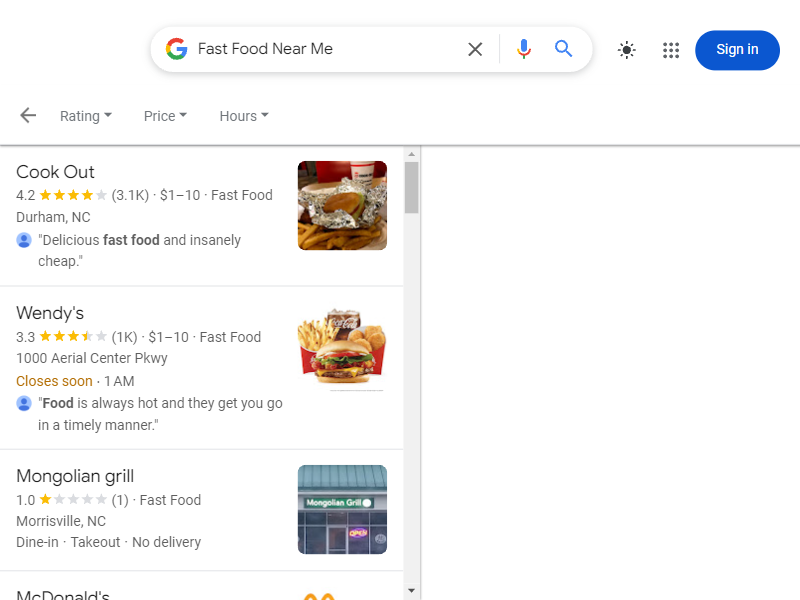 Fast Food Near Me
Sign in
Rating
Price
Hours
Cook Out
4.2 (3.1K) · $1–10 · Fast Food
Durham, NC
"Delicious fast food and insanely
cheap."
Wendy's
3.3 (1K) · $1–10 · Fast Food
1000 Aerial Center Pkwy
Closes soon · 1 AM
"Food is always hot and they get you go
in a timely manner."
Mongolian grill
1.0 (1) · Fast Food
Morrisville, NC
Dine-in · Takeout · No delivery
Mongolian Grill
OPEN
McDonald's